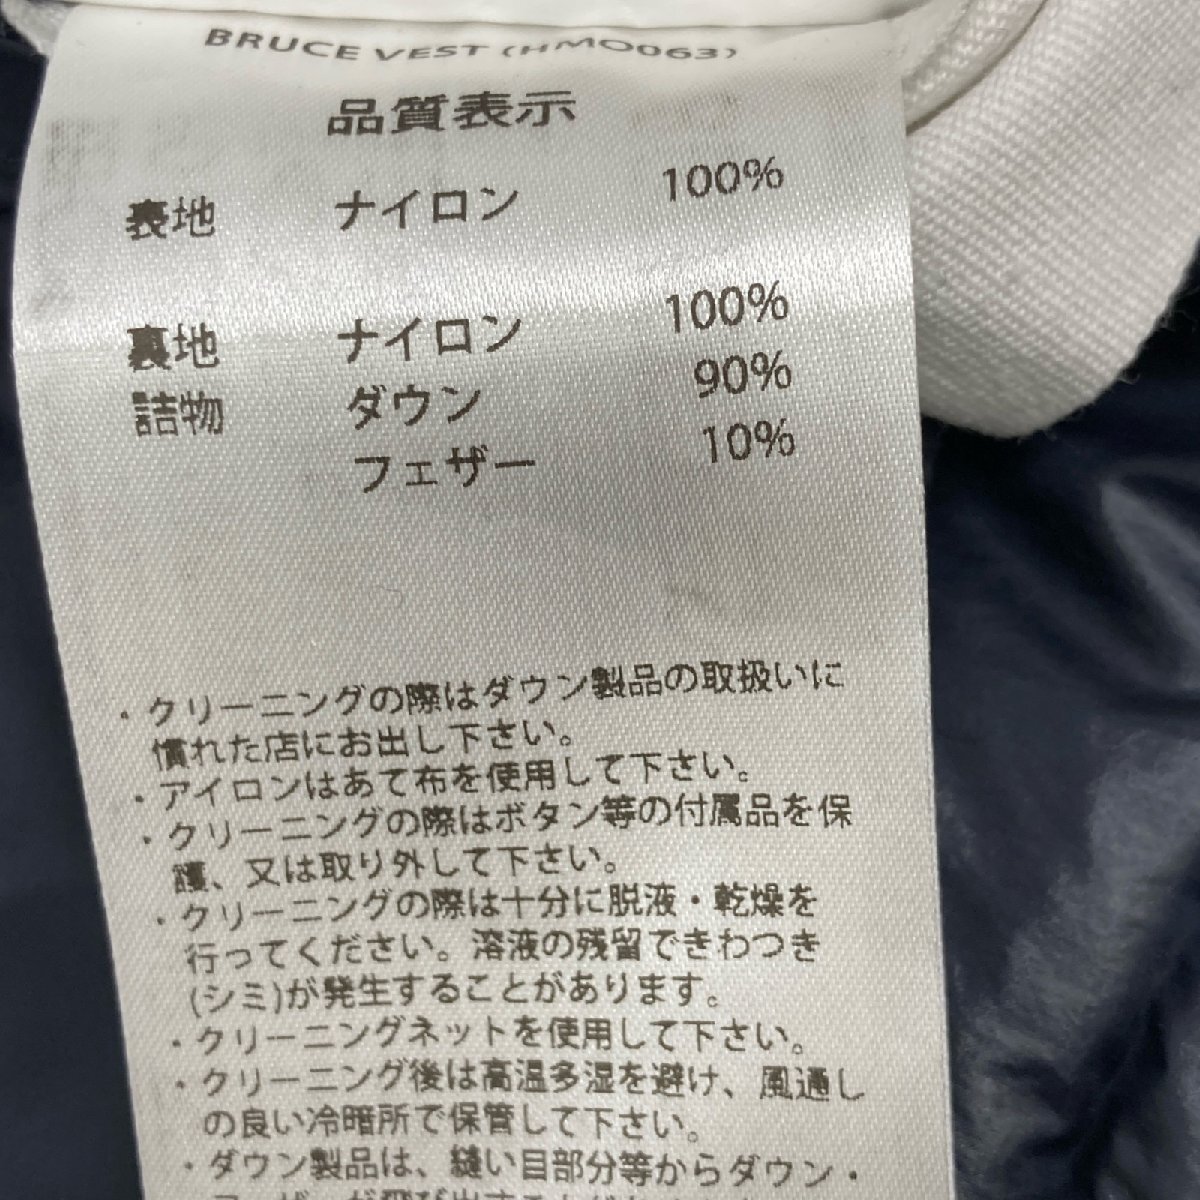 BRUCE VEST (HMO063)
品質表示
表地 ナイロン 100%
裏地 ナイロン 100%
詰物 ダウン 90%
フェザー 10%
・クリーニングの際はダウン製品の取扱いに
慣れた店にお出し下さい。
・アイロンはあて布を使用して下さい。
・クリーニングの際はボタン等の付属品を保
護、又は取り外して下さい。
・クリーニングの際は十分に脱液・乾燥を
行ってください。溶液の残留できわつき
(シミ)が発生することがあります。
・クリーニングネットを使用して下さい。
・クリーニング後は高温多湿を避け、風通し
の良い冷暗所で保管して下さい。
・ダウン製品は、縫い目部分等からダウン・